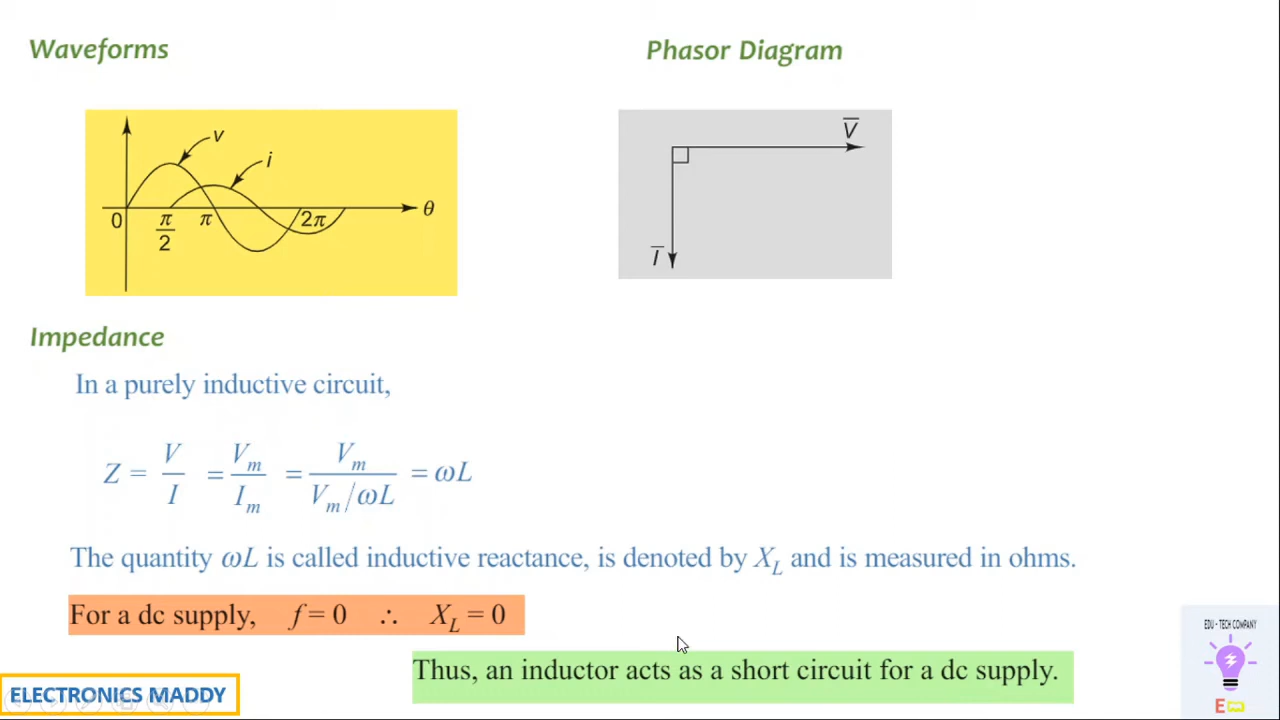 Waveforms
Phasor Diagram
v
i
0
π/2
π
2π
θ
V̅
I̅
Impedance
In a purely inductive circuit,
Z = V/I = Vₘ/Iₘ = Vₘ/(Vₘ/ωL) = ωL
The quantity ωL is called inductive reactance, is denoted by X_L and is measured in ohms.
For a dc supply, f = 0 ∴ X_L = 0
Thus, an inductor acts as a short circuit for a dc supply.
EDU - TECH COMPANY
ELECTRONICS MADDY